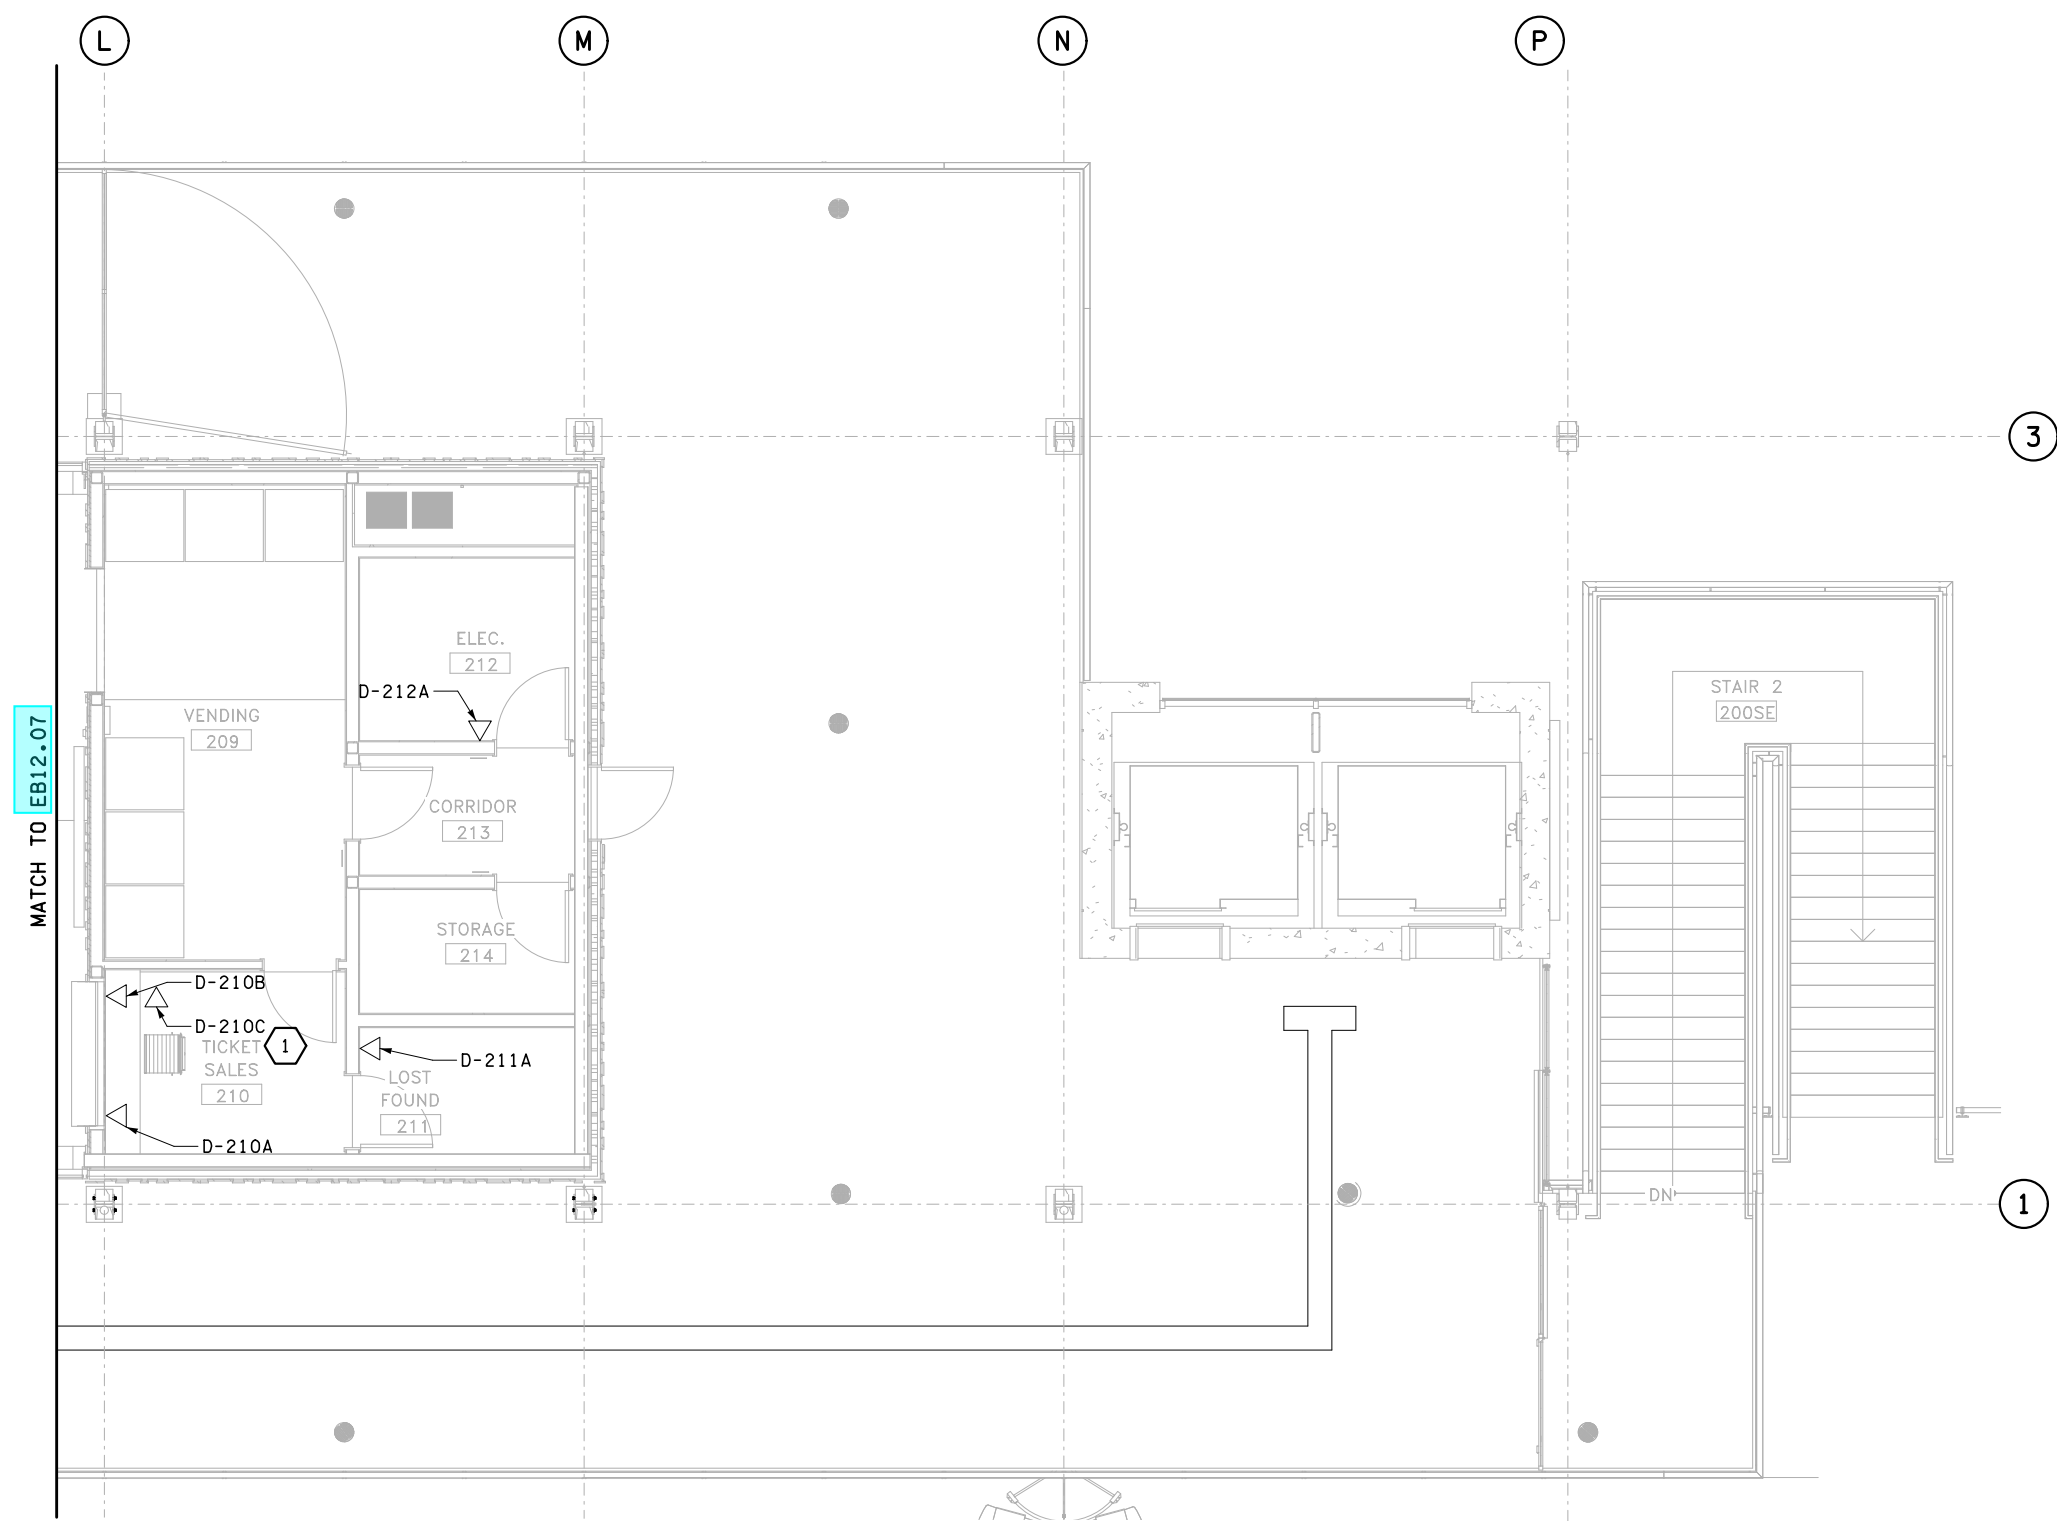 L
M
N
P
3
ELEC.
212
D-212A
VENDING
209
STAIR 2
200SE
MATCH TO EB12.07
CORRIDOR
213
STORAGE
214
D-210B
D-210C
TICKET
SALES
210
1
D-211A
LOST
FOUND
211
D-210A
DN
1